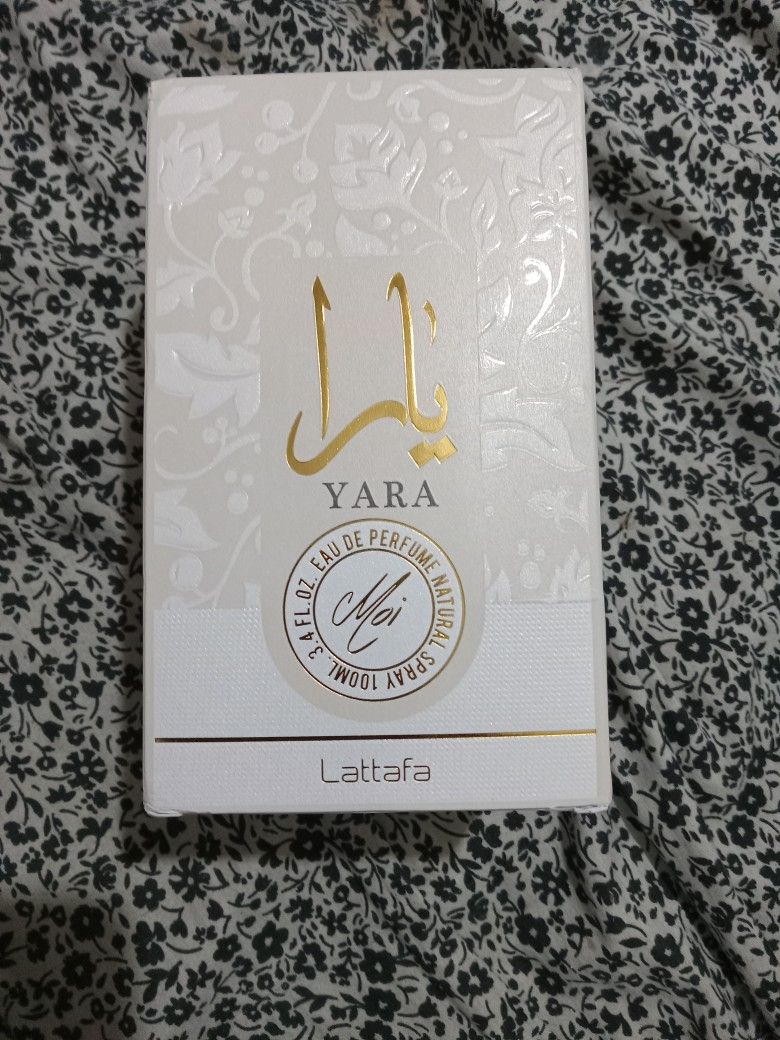 يارا
YARA
EAU DE PERFUME NATURAL SPRAY 100ML. 3.4 FL.OZ.
Moi
Lattafa